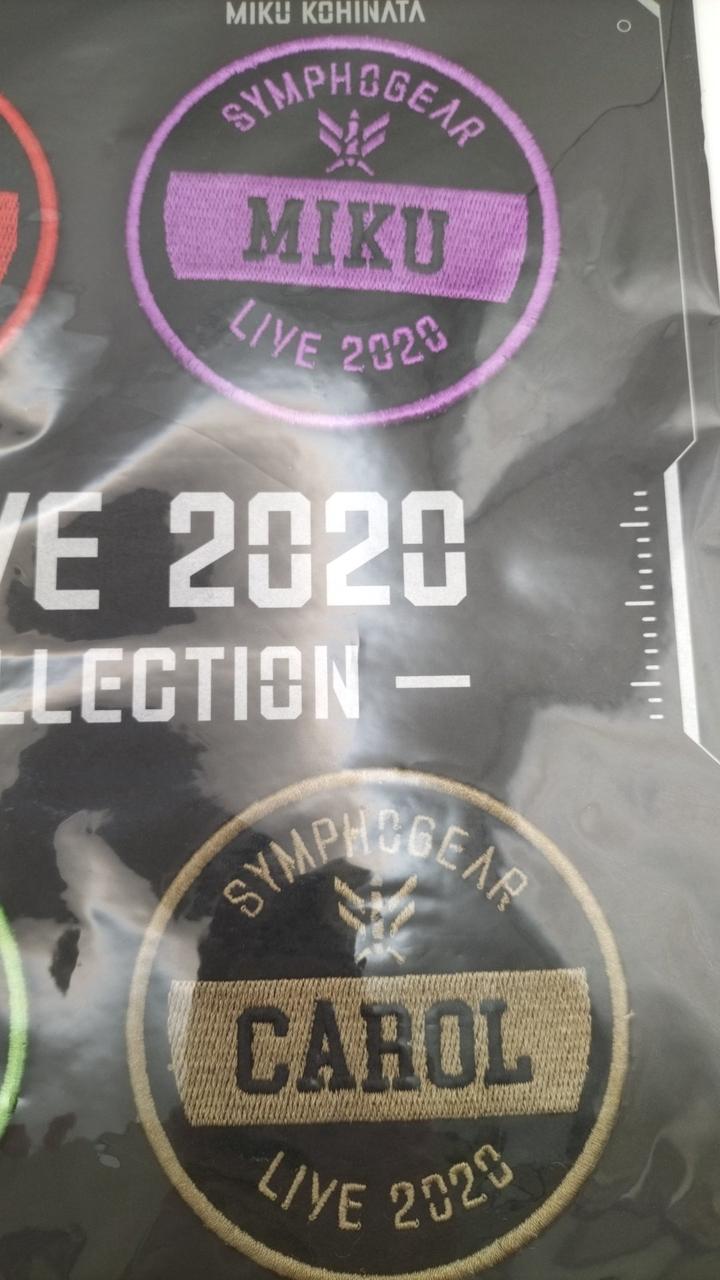 MIKU KOHINATA
SYMPHOGEAR
MIKU
LIVE 2020
VE 2020
LLECTION —
SYMPHOGEAR
CAROL
LIVE 2020